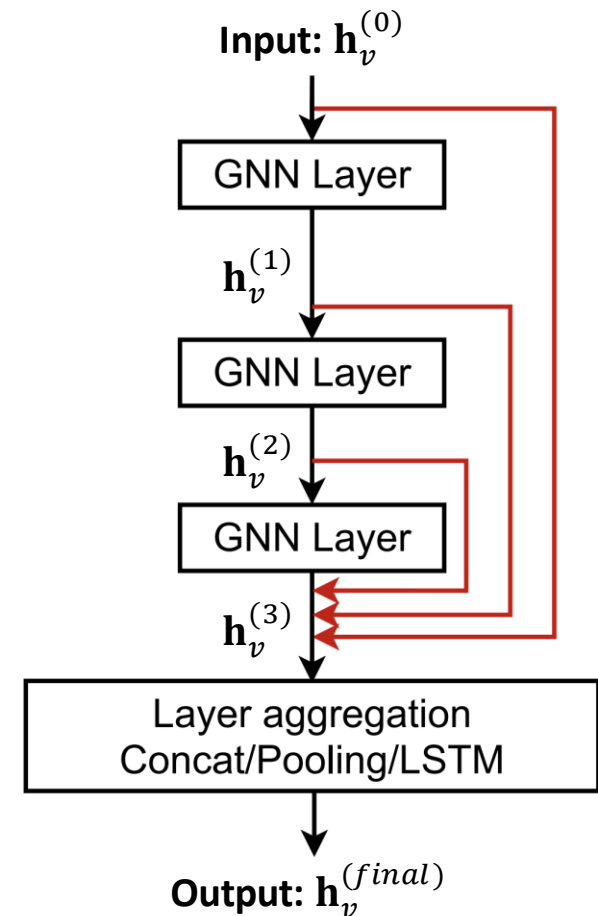 Input: h_v^(0)
GNN Layer
h_v^(1)
GNN Layer
h_v^(2)
GNN Layer
h_v^(3)
Layer aggregation
Concat/Pooling/LSTM
Output: h_v^(final)